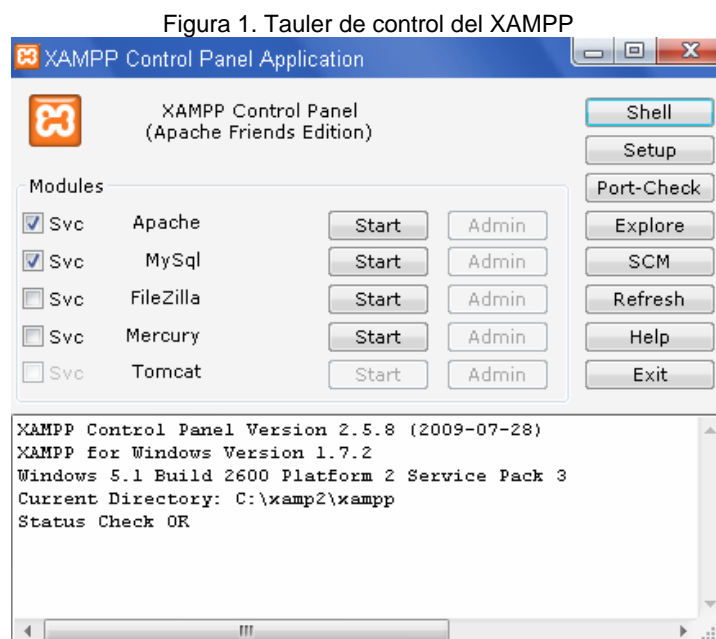 Figura 1. Tauler de control del XAMPP
XAMPP Control Panel Application
XAMPP Control Panel
(Apache Friends Edition)
Shell
Setup
Port-Check
Explore
SCM
Refresh
Help
Exit
Modules
Svc Apache Start Admin
Svc MySql Start Admin
Svc FileZilla Start Admin
Svc Mercury Start Admin
Svc Tomcat Start Admin
XAMPP Control Panel Version 2.5.8 (2009-07-28)
XAMPP for Windows Version 1.7.2
Windows 5.1 Build 2600 Platform 2 Service Pack 3
Current Directory: C:\xamp2\xampp
Status Check OK